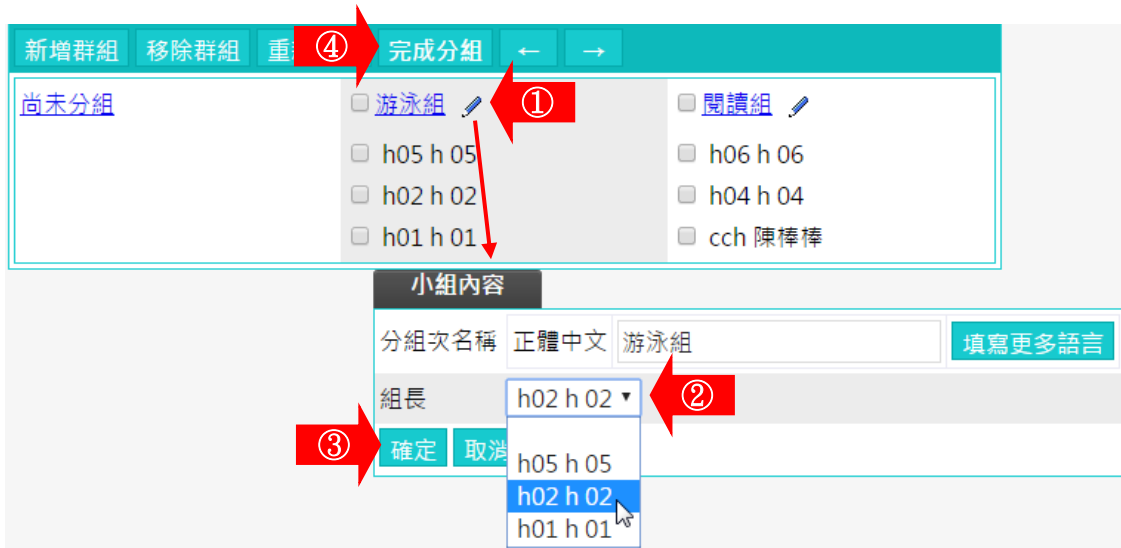 新增群組 移除群組 重 ④ 完成分組 ← →
尚未分組 游泳組 ① 閱讀組
h05 h 05 h06 h 06
h02 h 02 h04 h 04
h01 h 01 cch 陳棒棒
小組內容
分組次名稱 正體中文 游泳組 填寫更多語言
組長 h02 h 02 ②
③ 確定 取消
h05 h 05
h02 h 02
h01 h 01